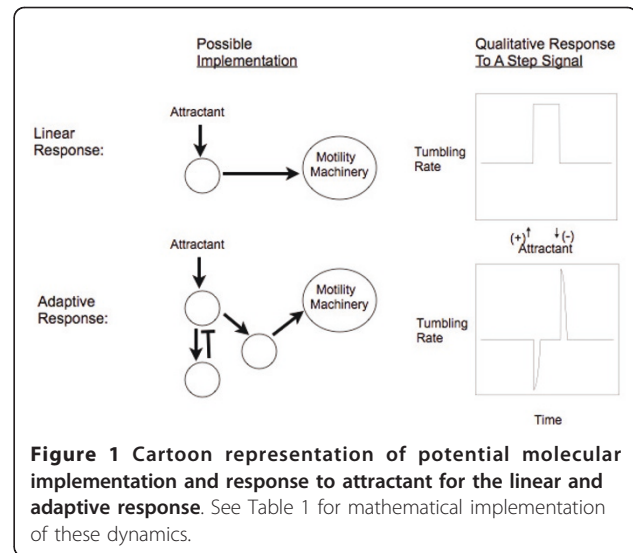 Possible
Implementation
Qualitative Response
To A Step Signal
Linear
Response:
Attractant
Motility
Machinery
Tumbling
Rate
(+) (-)
Attractant
Adaptive
Response:
Attractant
Motility
Machinery
Tumbling
Rate
Time
Figure 1 Cartoon representation of potential molecular
implementation and response to attractant for the linear and
adaptive response. See Table 1 for mathematical implementation
of these dynamics.